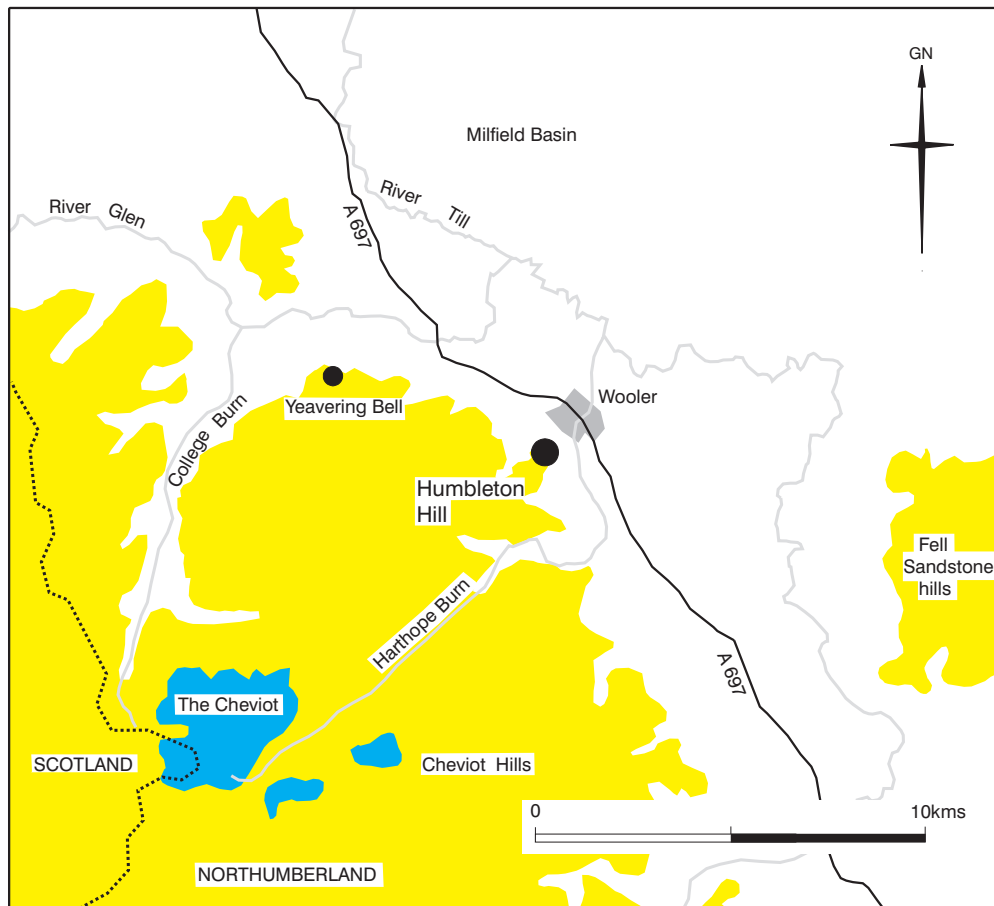 GN
Milfield Basin
River Till
River Glen
A 697
Yeavering Bell
Wooler
College Burn
Humbleton
Hill
Fell
Sandstone
hills
Harthope Burn
A 697
The Cheviot
SCOTLAND
Cheviot Hills
0 10kms
NORTHUMBERLAND